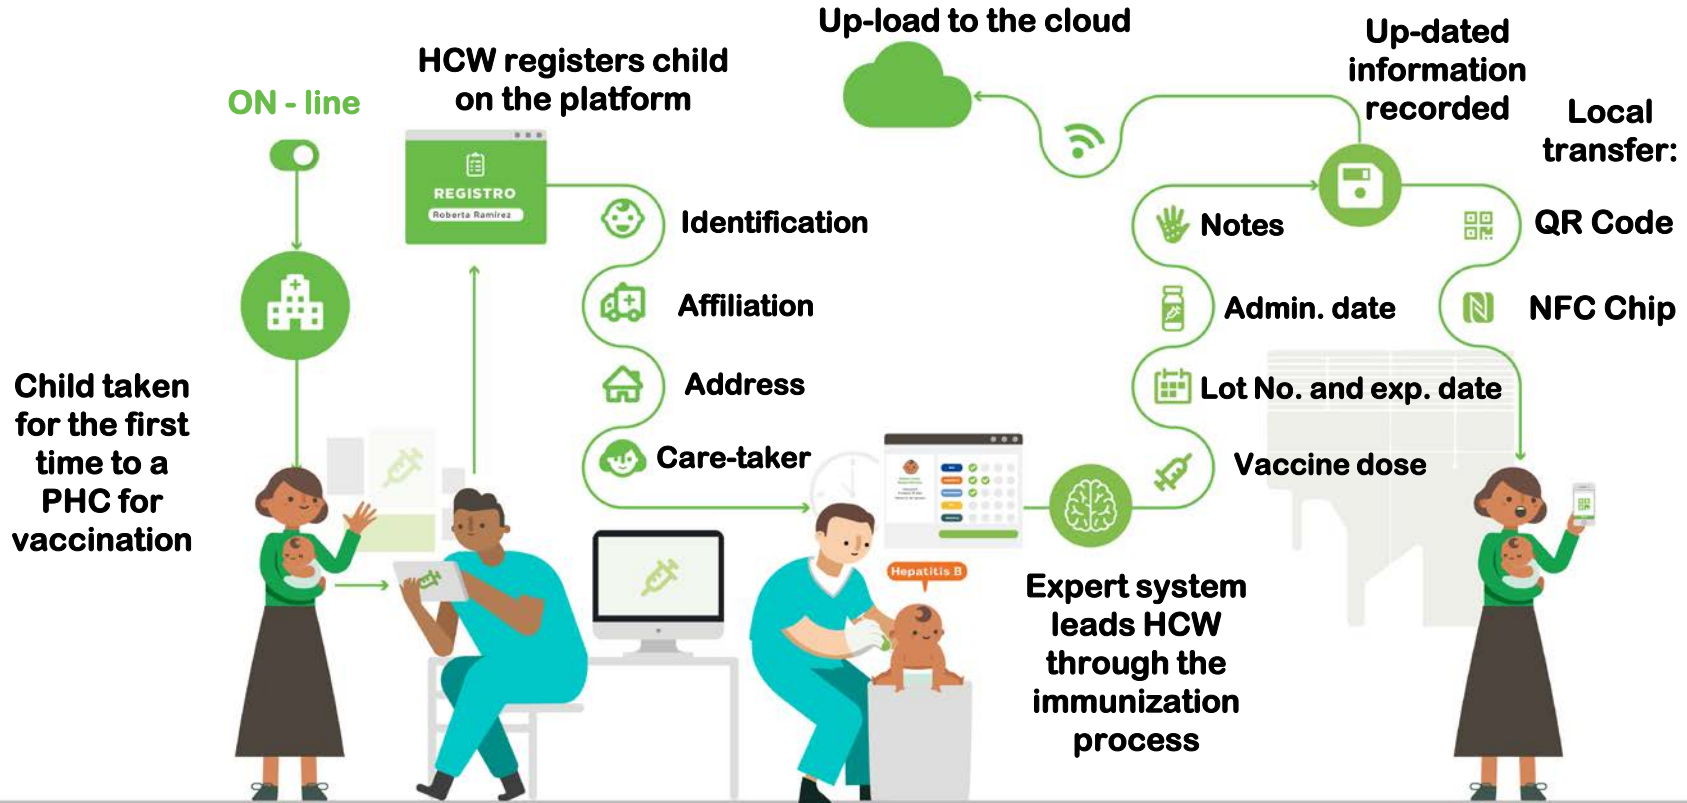 ON - line
Child taken
for the first
time to a
PHC for
vaccination
HCW registers child
on the platform
REGISTRO
Roberta Ramírez
Identification
Affiliation
Address
Care-taker
Hepatitis B
Expert system
leads HCW
through the
immunization
process
Vaccine dose
Lot No. and exp. date
Admin. date
Notes
Up-dated
information
recorded
Up-load to the cloud
Local
transfer:
QR Code
NFC Chip